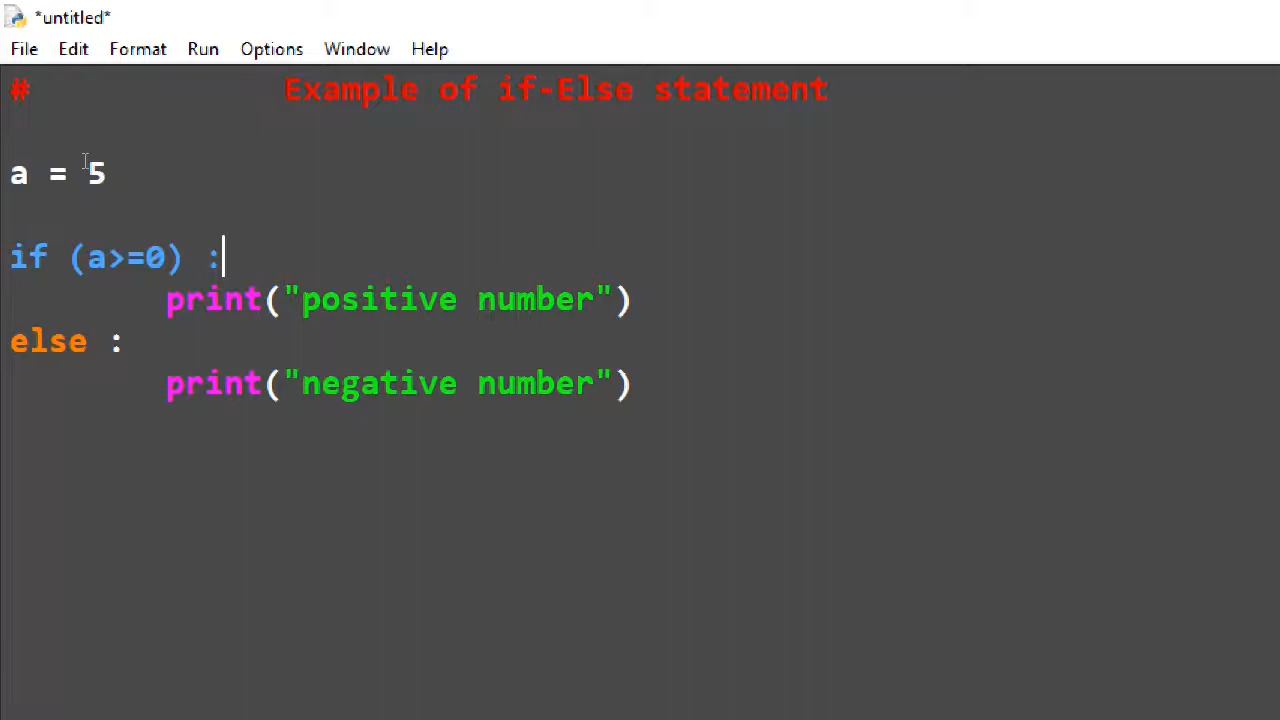 *untitled*
File Edit Format Run Options Window Help
# Example of if-Else statement
a = 5
if (a>=0) :
print("positive number")
else :
print("negative number")